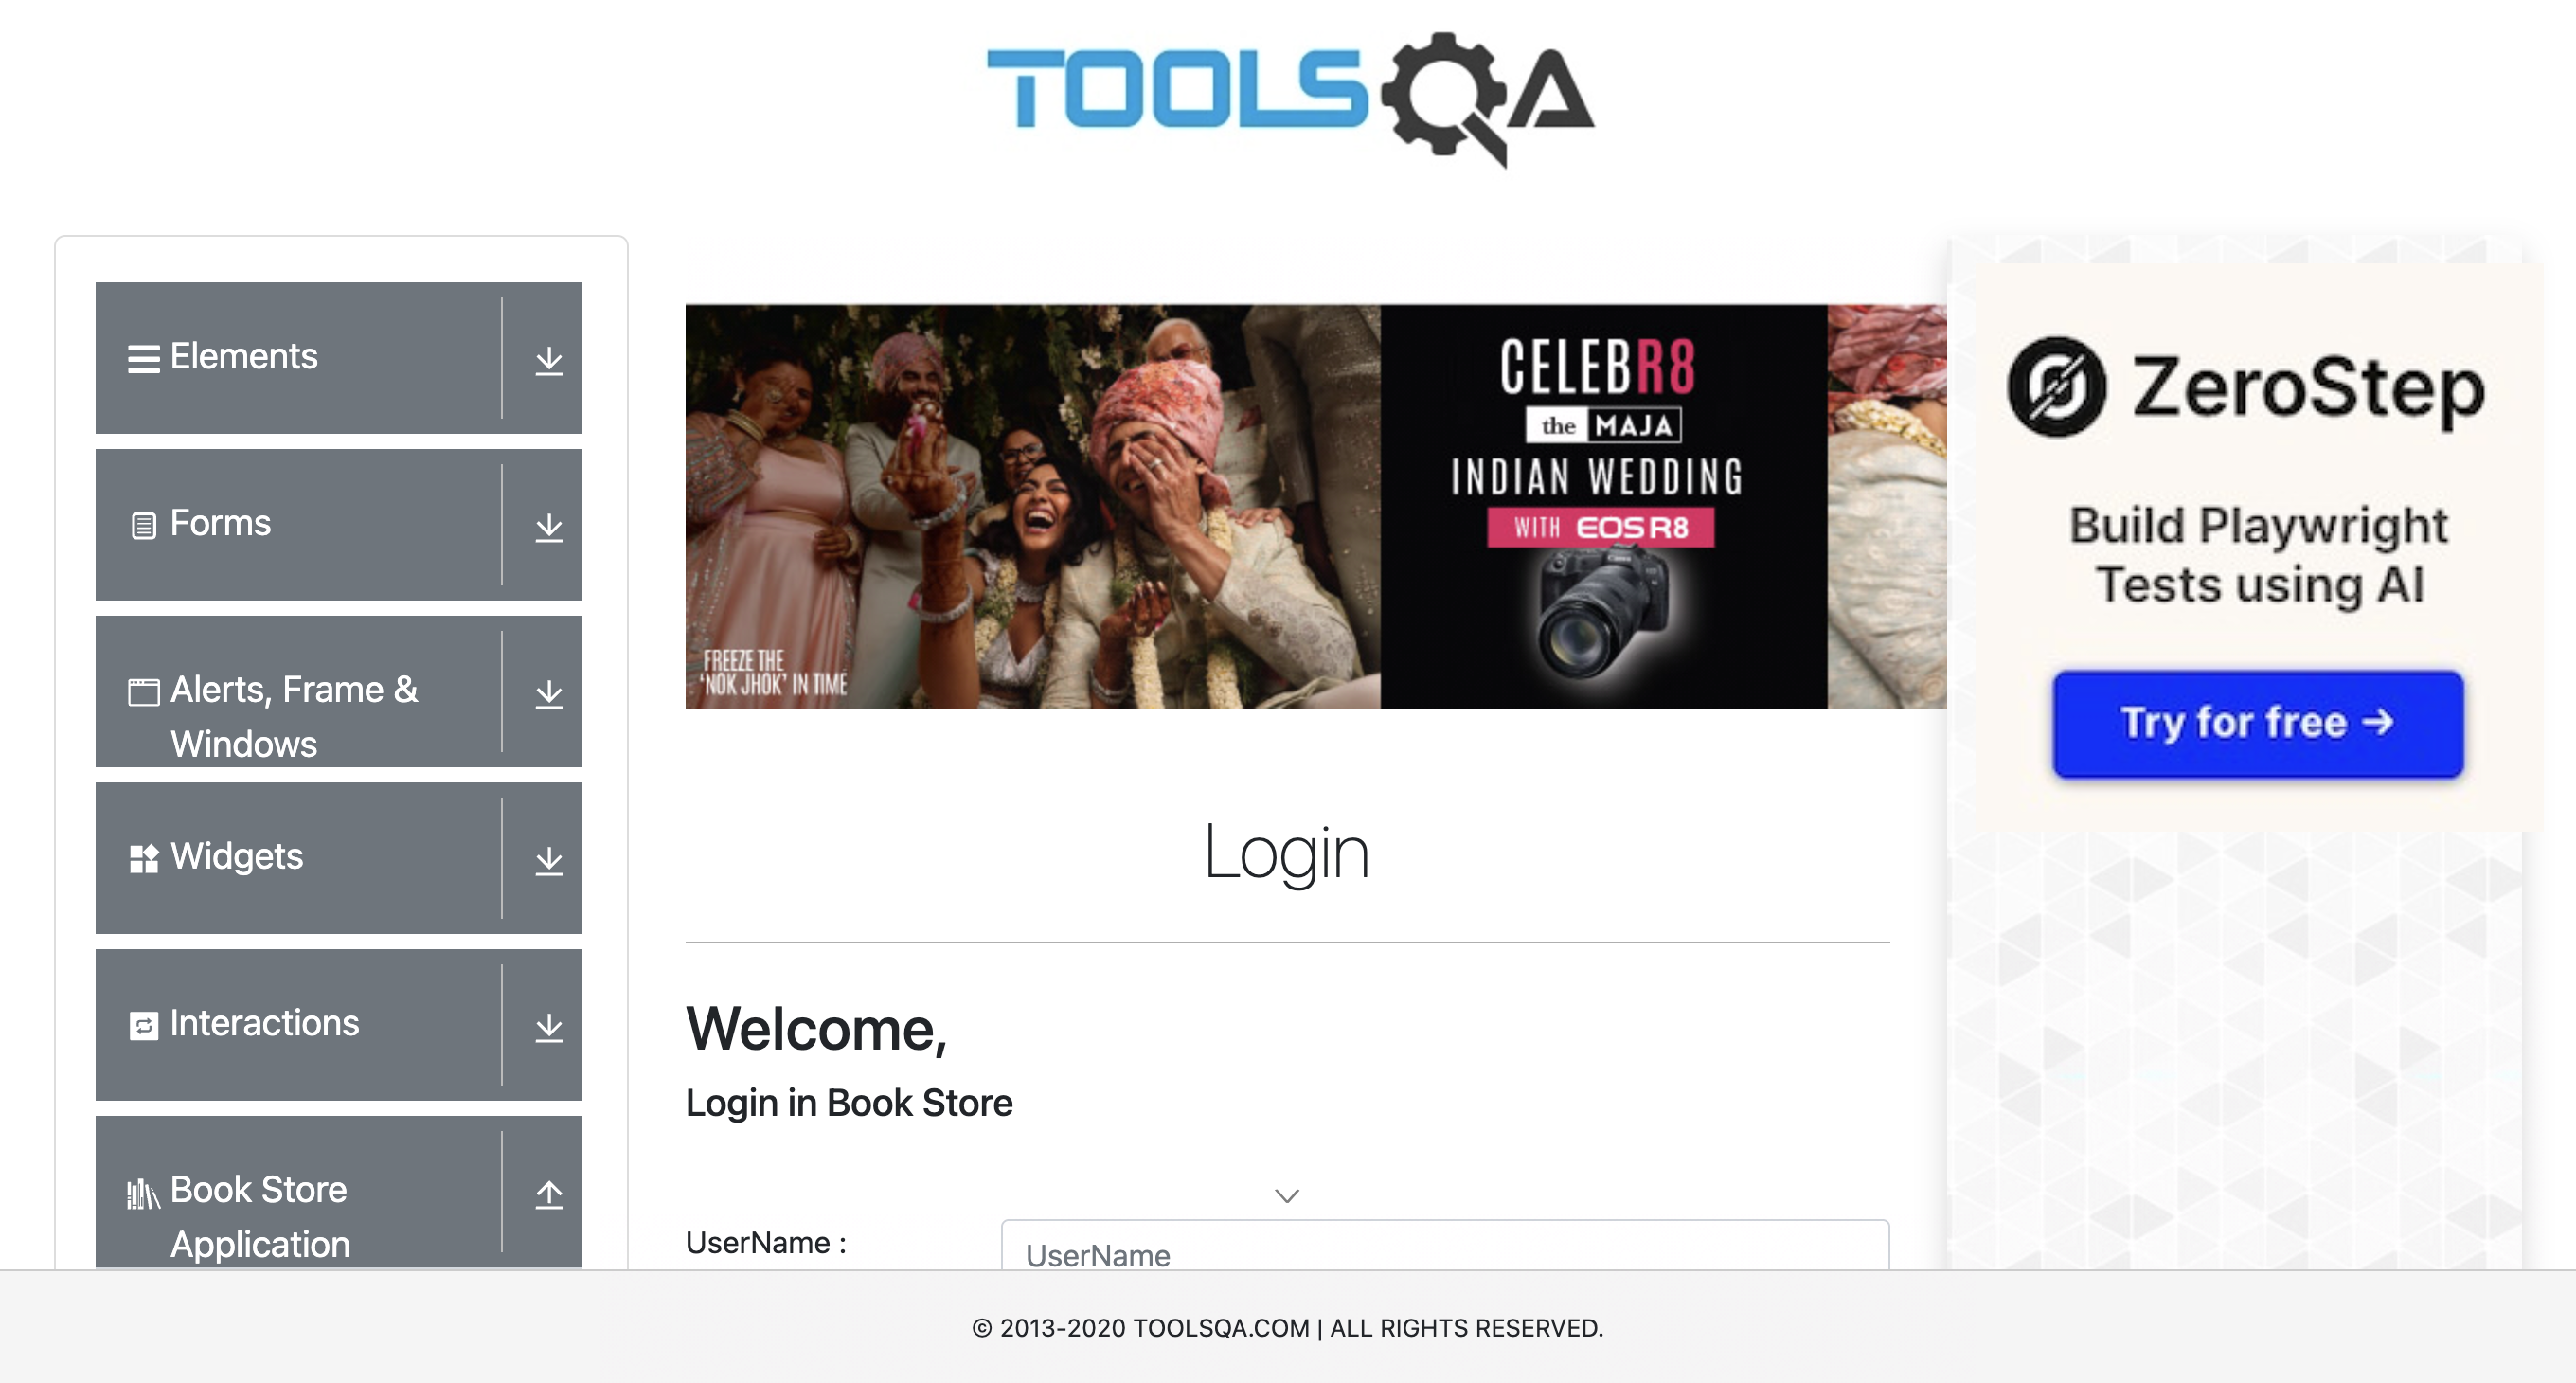 TOOLSQA
Elements
Forms
Alerts, Frame &
Windows
Widgets
Interactions
Book Store
Application
CELEBR8
the MAJA
INDIAN WEDDING
WITH EOS R8
Canon
FREEZE THE
'NOK JHOK' IN TIME
Login
Welcome,
Login in Book Store
UserName :
UserName
ZeroStep
Build Playwright
Tests using AI
Try for free →
© 2013-2020 TOOLSQA.COM | ALL RIGHTS RESERVED.